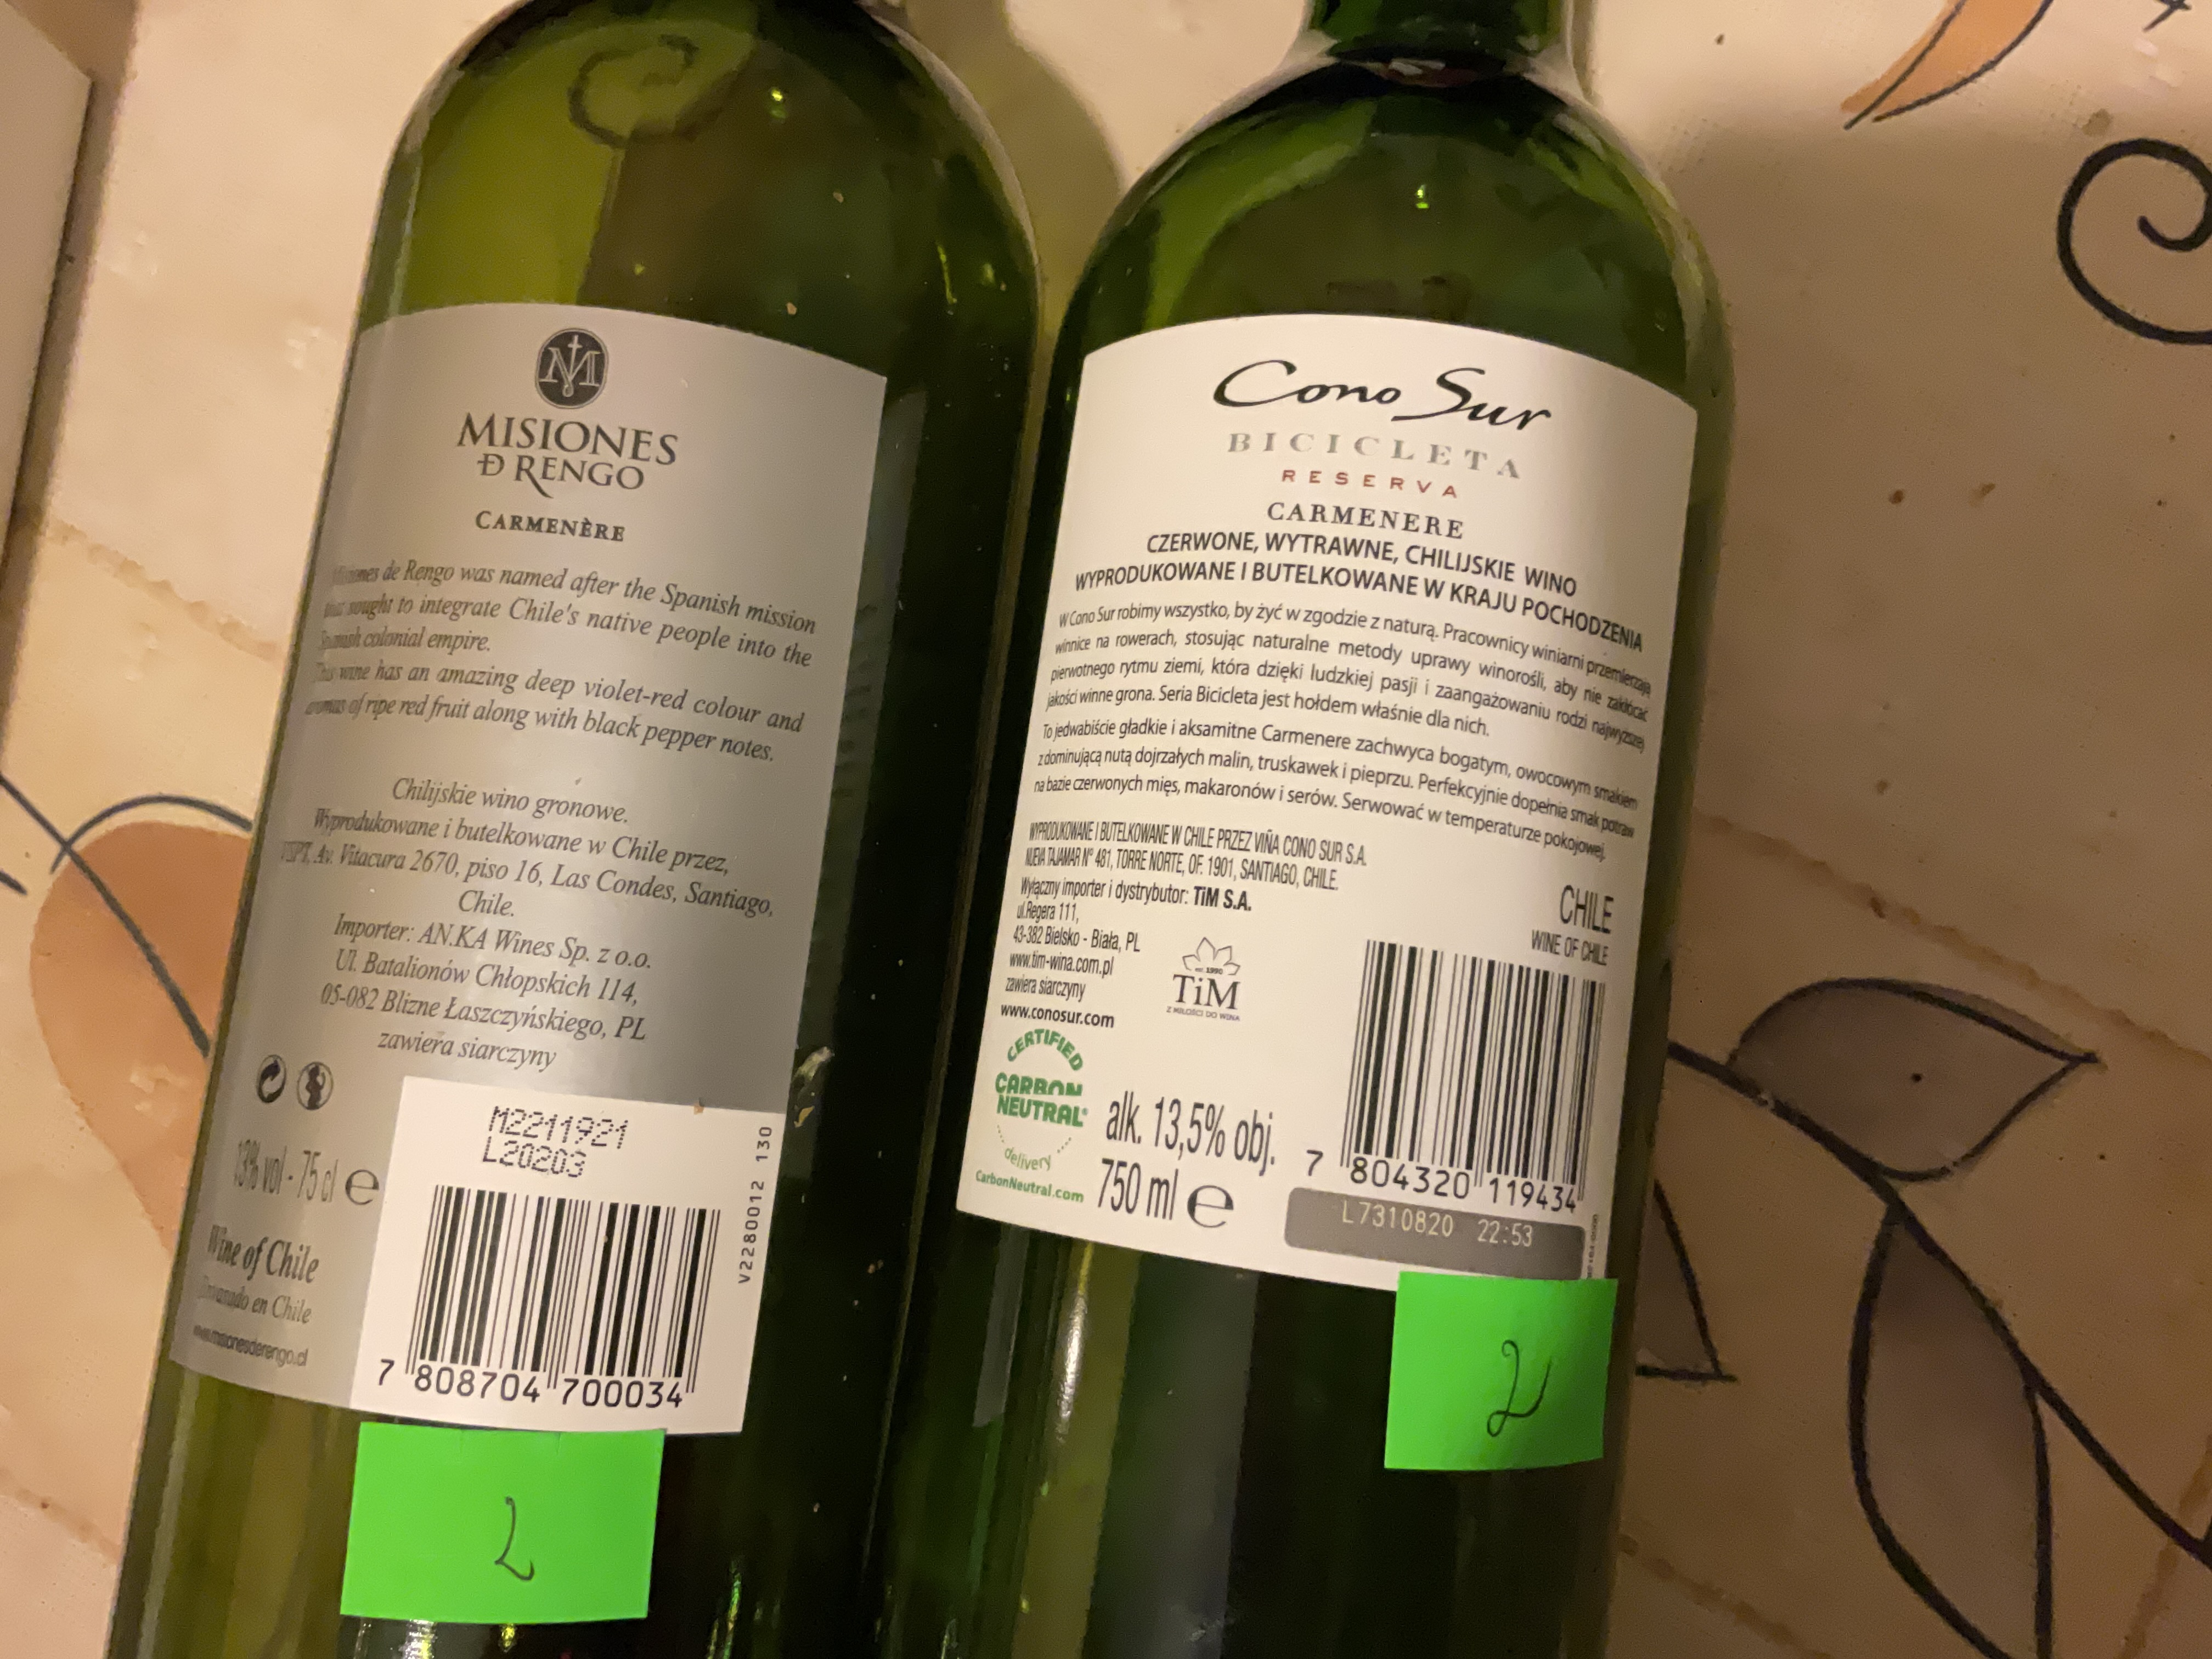 M
MISIONES
D RENGO
CARMENÈRE
Misiones de Rengo was named after the Spanish mission
that sought to integrate Chile's native people into the
Spanish colonial empire.
This wine has an amazing deep violet-red colour and
aromas of ripe red fruit along with black pepper notes.
Chilijskie wino gronowe.
Wyprodukowane i butelkowane w Chile przez,
VSPT, Av. Vitacura 2670, piso 16, Las Condes, Santiago,
Chile.
Importer: AN.KA Wines Sp. z o.o.
Ul. Batalionów Chłopskich 114,
05-082 Blizne Łaszczyńskiego, PL
zawiera siarczyny
M2211921
L20203
13% vol - 75 cl e
Wine of Chile
Envasado en Chile
www.misionesderengo.cl
V2280012 130
7 808704 700034
2
Cono Sur
BICICLETA
RESERVA
CARMENERE
CZERWONE, WYTRAWNE, CHILIJSKIE WINO
WYPRODUKOWANE I BUTELKOWANE W KRAJU POCHODZENIA
W Cono Sur robimy wszystko, by żyć w zgodzie z naturą. Pracownicy winiarni przemierzają
winnice na rowerach, stosując naturalne metody uprawy winorośli, aby nie zakłócać
pierwotnego rytmu ziemi, która dzięki ludzkiej pasji i zaangażowaniu rodzi najwyższej
jakości winne grona. Seria Bicicleta jest hołdem właśnie dla nich.
To jedwabiście gładkie i aksamitne Carmenere zachwyca bogatym, owocowym smakiem
z dominującą nutą dojrzałych malin, truskawek i pieprzu. Perfekcyjnie dopełnia smak potraw
na bazie czerwonych mięs, makaronów i serów. Serwować w temperaturze pokojowej.
WYPRODUKOWANE I BUTELKOWANE W CHILE PRZEZ VIÑA CONO SUR S.A.
NUEVA TAJAMAR N° 481, TORRE NORTE, OF. 1901, SANTIAGO, CHILE.
Wyłączny importer i dystrybutor: TiM S.A.
ul.Regera 111,
43-382 Bielsko - Biała, PL
www.tim-wina.com.pl
zawiera siarczyny
www.conosur.com
est. 1990
TiM
Z MIŁOŚCI DO WINA
CHILE
WINE OF CHILE
CERTIFIED
CARBON
NEUTRAL®
delivery
CarbonNeutral.com
alk. 13,5% obj.
750 ml e
7 804320 119434
L7310820 22:53
2